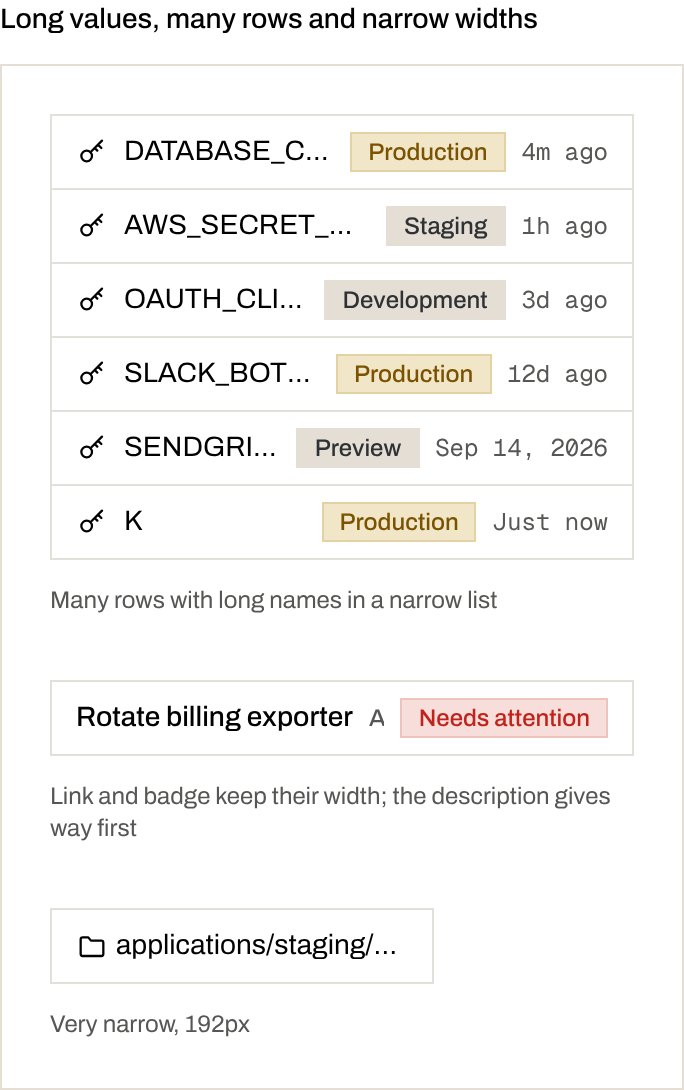 Long values, many rows and narrow widths
DATABASE_C... Production 4m ago
AWS_SECRET_... Staging 1h ago
OAUTH_CLI... Development 3d ago
SLACK_BOT... Production 12d ago
SENDGRI... Preview Sep 14, 2026
K Production Just now
Many rows with long names in a narrow list
Rotate billing exporter A Needs attention
Link and badge keep their width; the description gives
way first
applications/staging/...
Very narrow, 192px